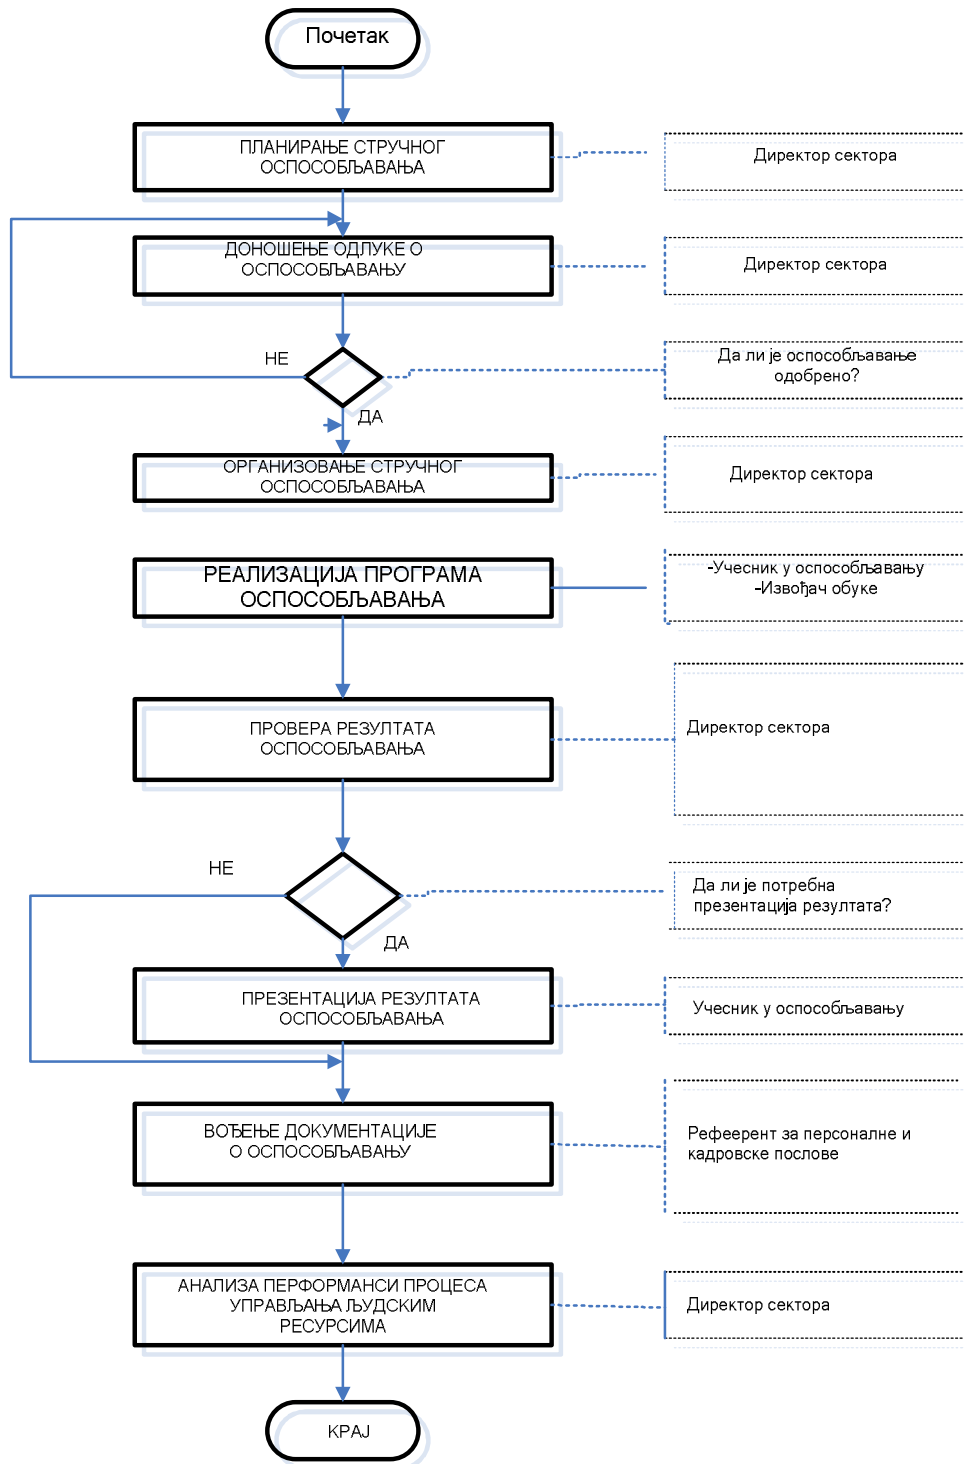 Почетак
ПЛАНИРАЊЕ СТРУЧНОГ
ОСПОСОБЉАВАЊА
Директор сектора
ДОНОШЕЊЕ ОДЛУКЕ О
ОСПОСОБЉАВАЊУ
Директор сектора
НЕ
Да ли је оспособљавање
одобрено?
ДА
ОРГАНИЗОВАЊЕ СТРУЧНОГ
ОСПОСОБЉАВАЊА
Директор сектора
РЕАЛИЗАЦИЈА ПРОГРАМА
ОСПОСОБЉАВАЊА
-Учесник у оспособљавању
-Извођач обуке
ПРОВЕРА РЕЗУЛТАТА
ОСПОСОБЉАВАЊА
Директор сектора
НЕ
Да ли је потребна
презентација резултата?
ДА
ПРЕЗЕНТАЦИЈА РЕЗУЛТАТА
ОСПОСОБЉАВАЊА
Учесник у оспособљавању
ВОЂЕЊЕ ДОКУМЕНТАЦИЈЕ
О ОСПОСОБЉАВАЊУ
Рефеерент за персоналне и
кадровске послове
АНАЛИЗА ПЕРФОРМАНСИ ПРОЦЕСА
УПРАВЉАЊА ЉУДСКИМ
РЕСУРСИМА
Директор сектора
КРАЈ